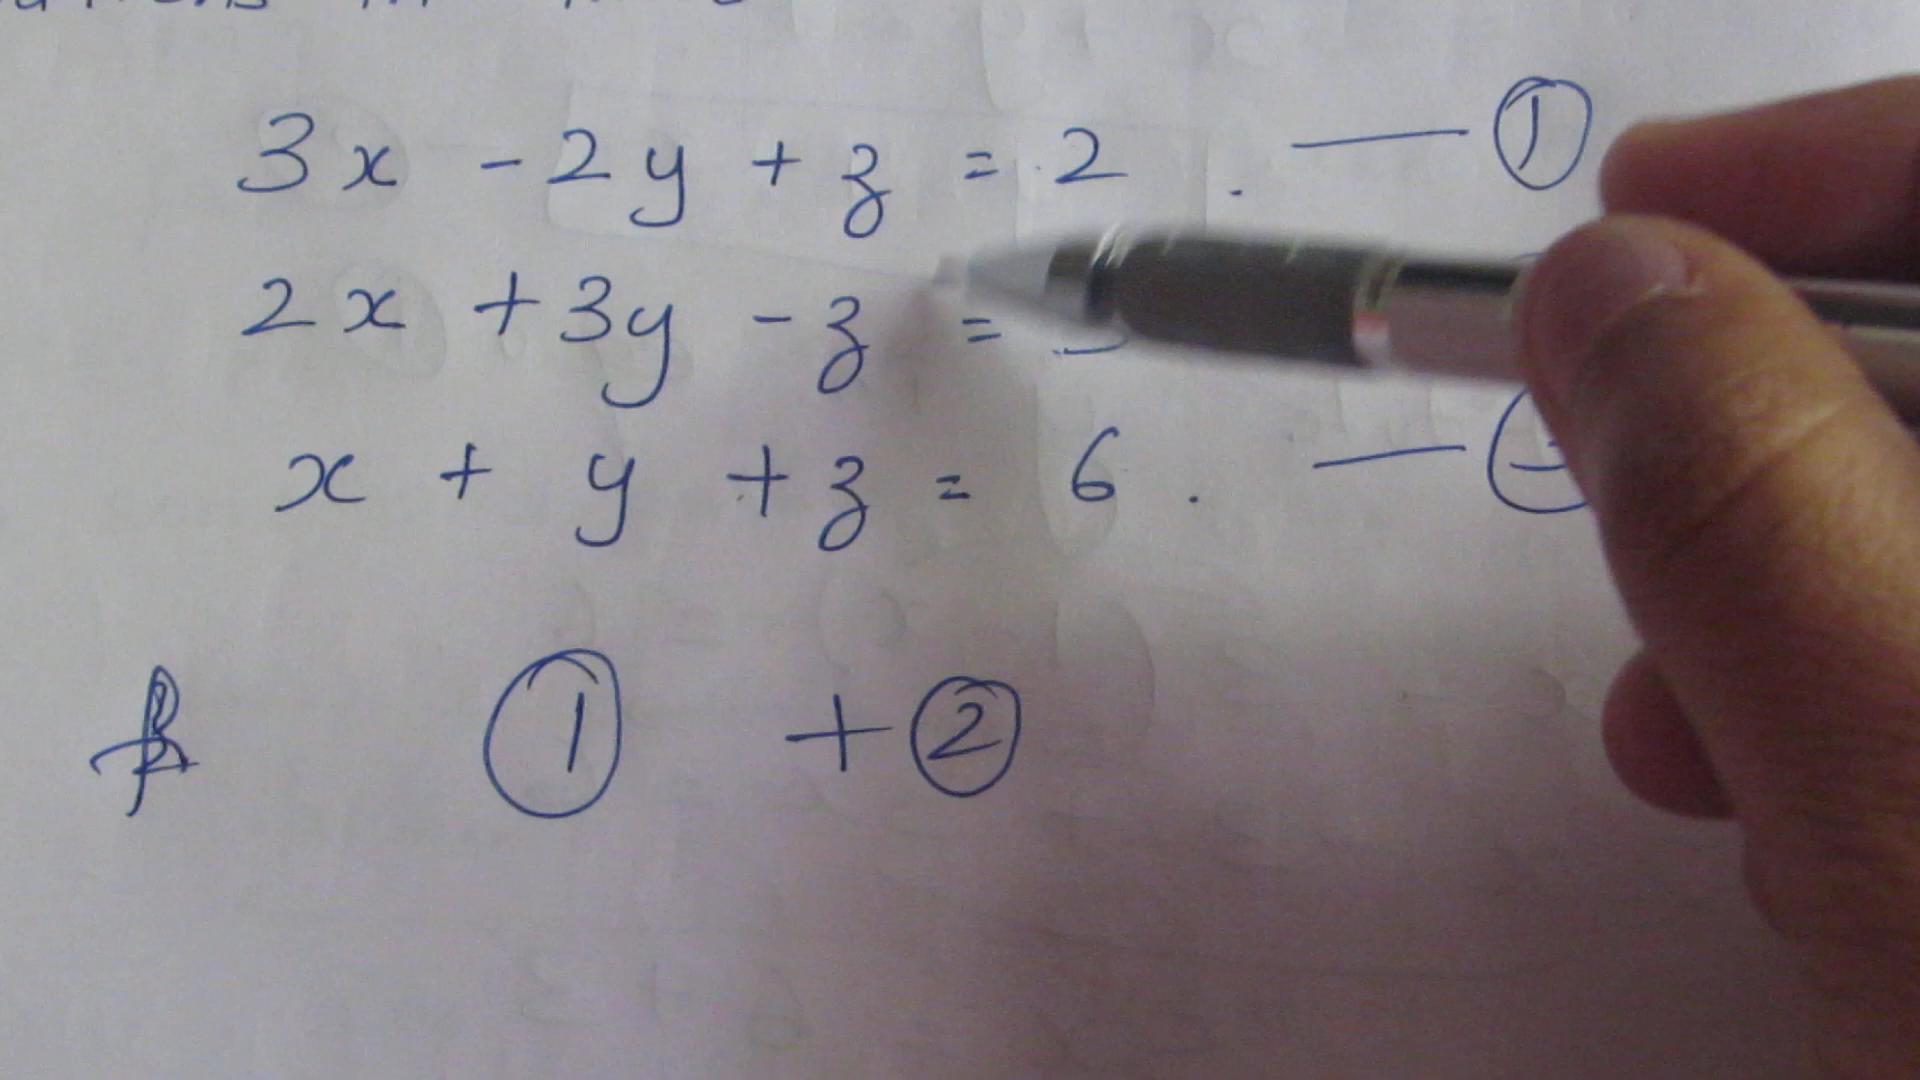 3x - 2y + z = 2 . — ①
2x + 3y - z =
x + y + z = 6 . —
① + ②